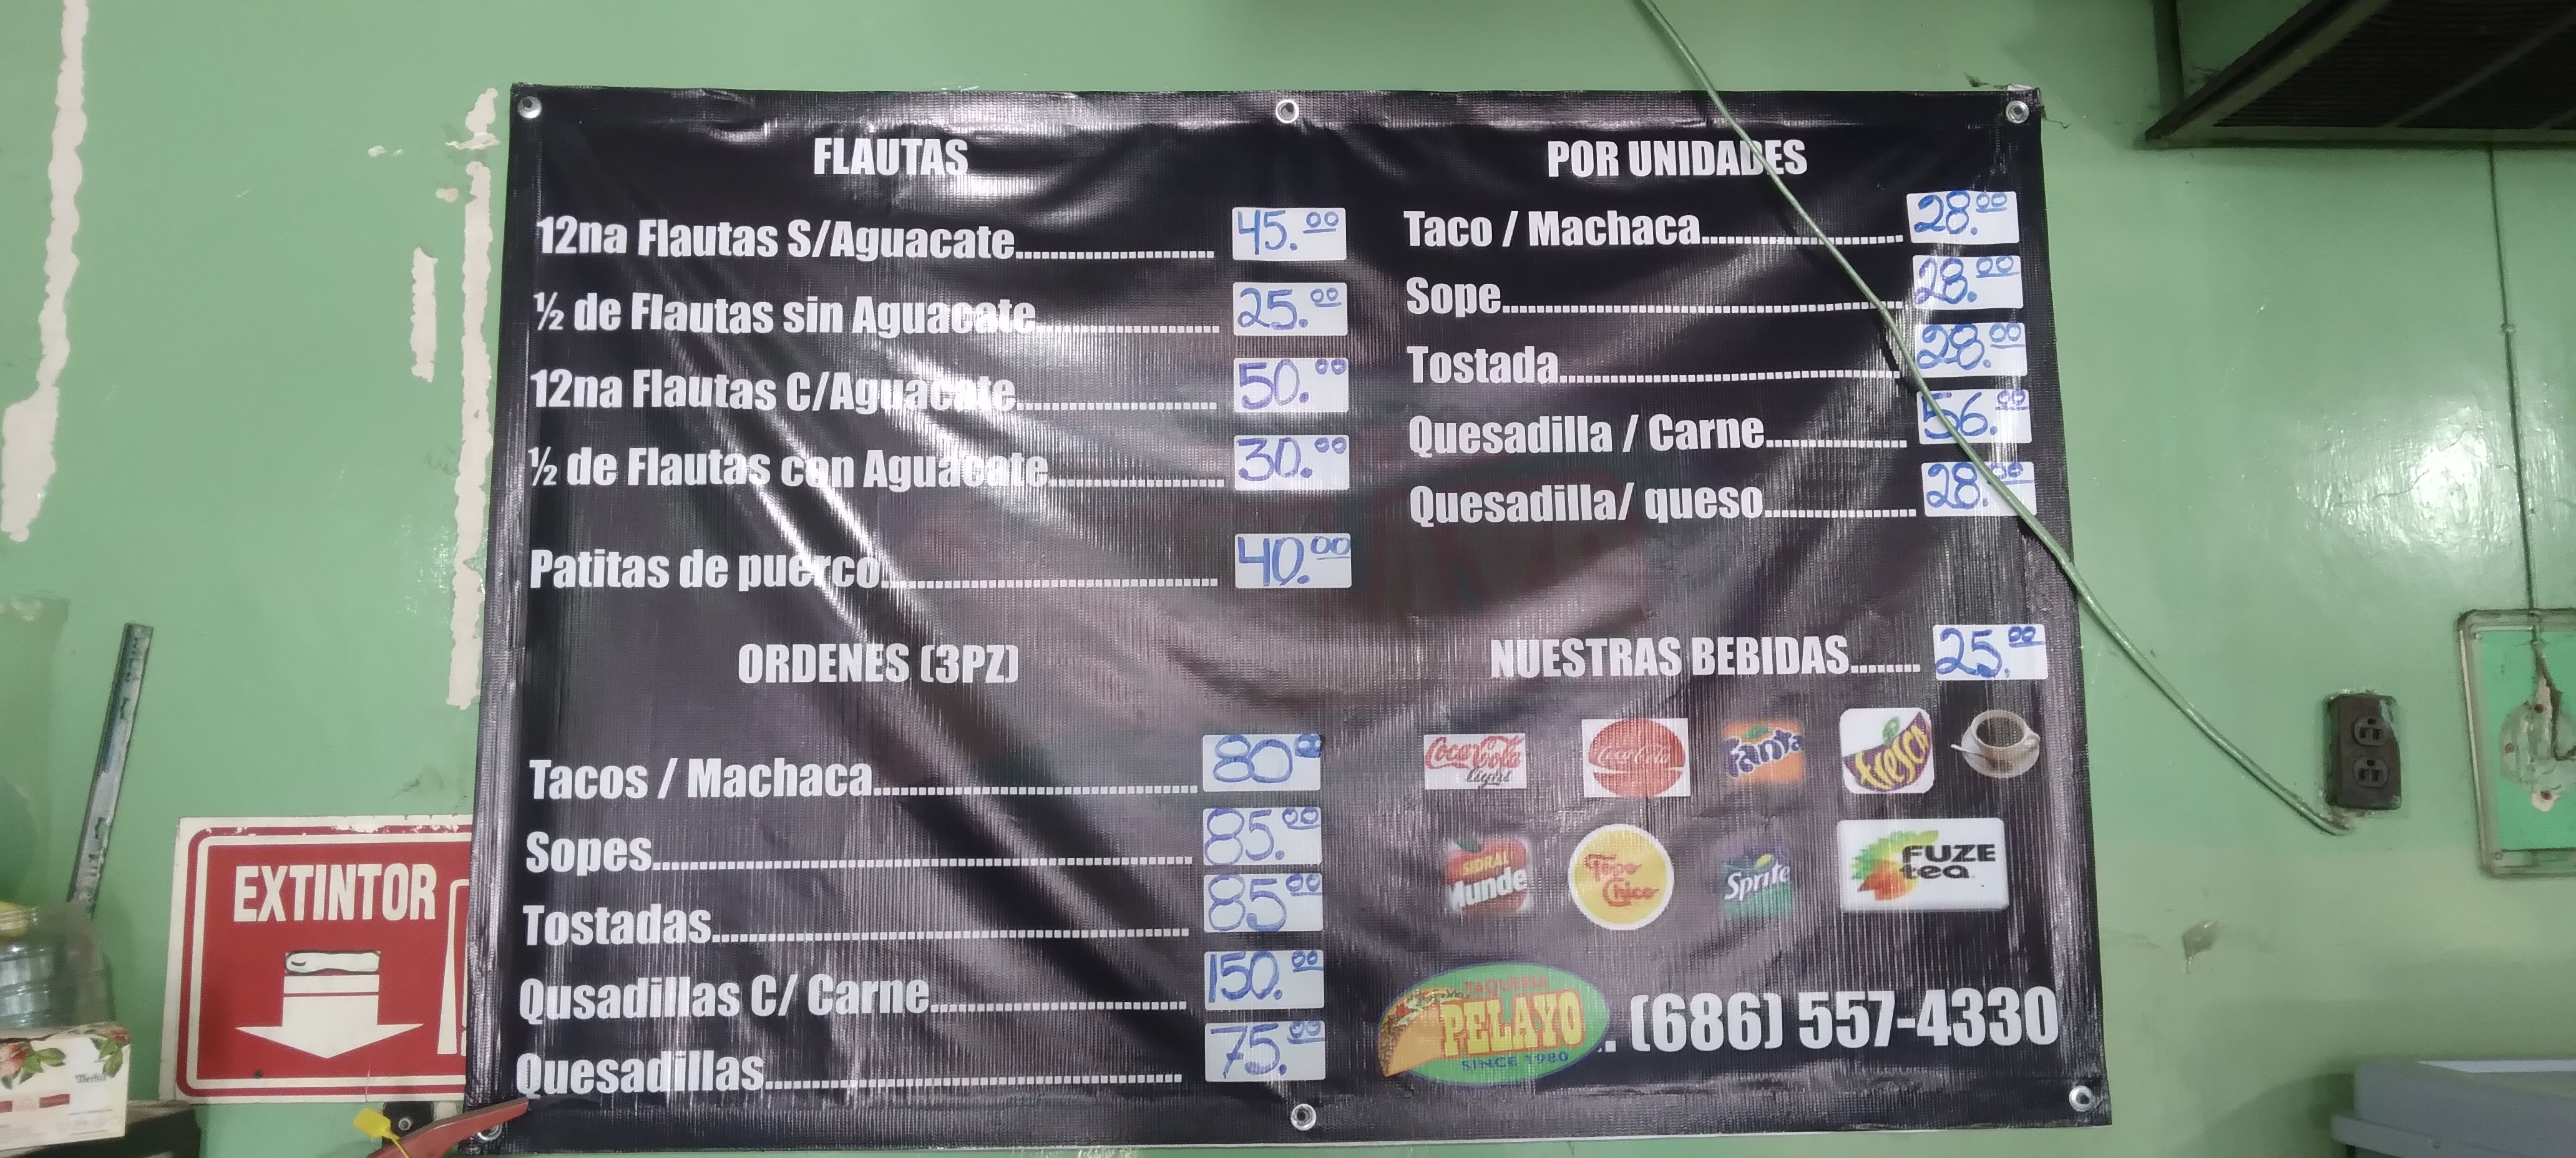 FLAUTAS
12na Flautas S/Aguacate.................... 45.00
½ de Flautas sin Aguacate.................... 25.00
12na Flautas C/Aguacate.................... 50.00
½ de Flautas con Aguacate.................... 30.00
Patitas de puerco.................... 40.00
ORDENES (3PZ)
Tacos / Machaca.................... 80.00
Sopes.................... 85.00
Tostadas.................... 85.00
Qusadillas C/ Carne.................... 150.00
Quesadillas.................... 75.00
POR UNIDADES
Taco / Machaca.................... 28.00
Sope.................... 28.00
Tostada.................... 28.00
Quesadilla / Carne.................... 56.00
Quesadilla/ queso.................... 28.00
NUESTRAS BEBIDAS........ 25.00
Coca-Cola light
Coca-Cola
Fanta
Fresca
SIDRAL
Munde
Topo
Chico
Sprite
FUZE
tea
TAQUERIA
PELAYO
SINCE 1980
. (686) 557-4330
EXTINTOR